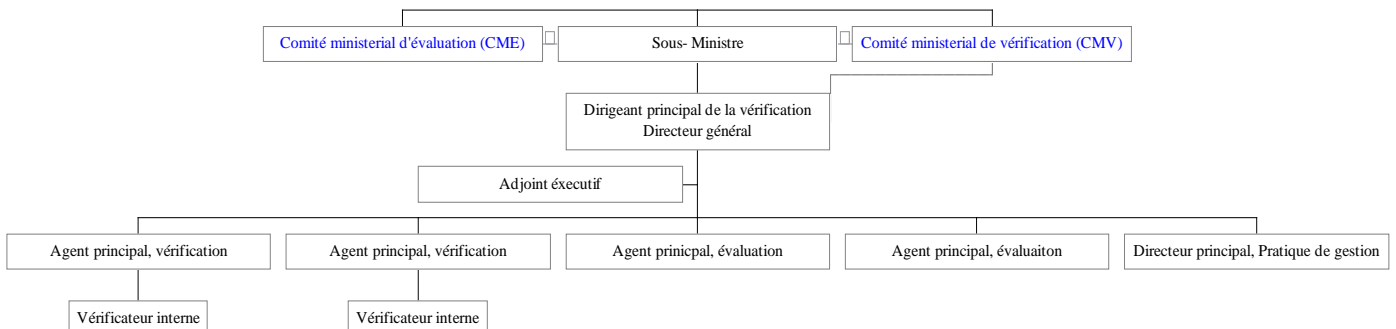 Comité ministerial d'évaluation (CME)
Sous- Ministre
Comité ministerial de vérification (CMV)
Dirigeant principal de la vérification
Directeur général
Adjoint éxecutif
Agent principal, vérification
Agent principal, vérification
Agent prinicpal, évaluation
Agent principal, évaluaiton
Directeur principal, Pratique de gestion
Vérificateur interne
Vérificateur interne